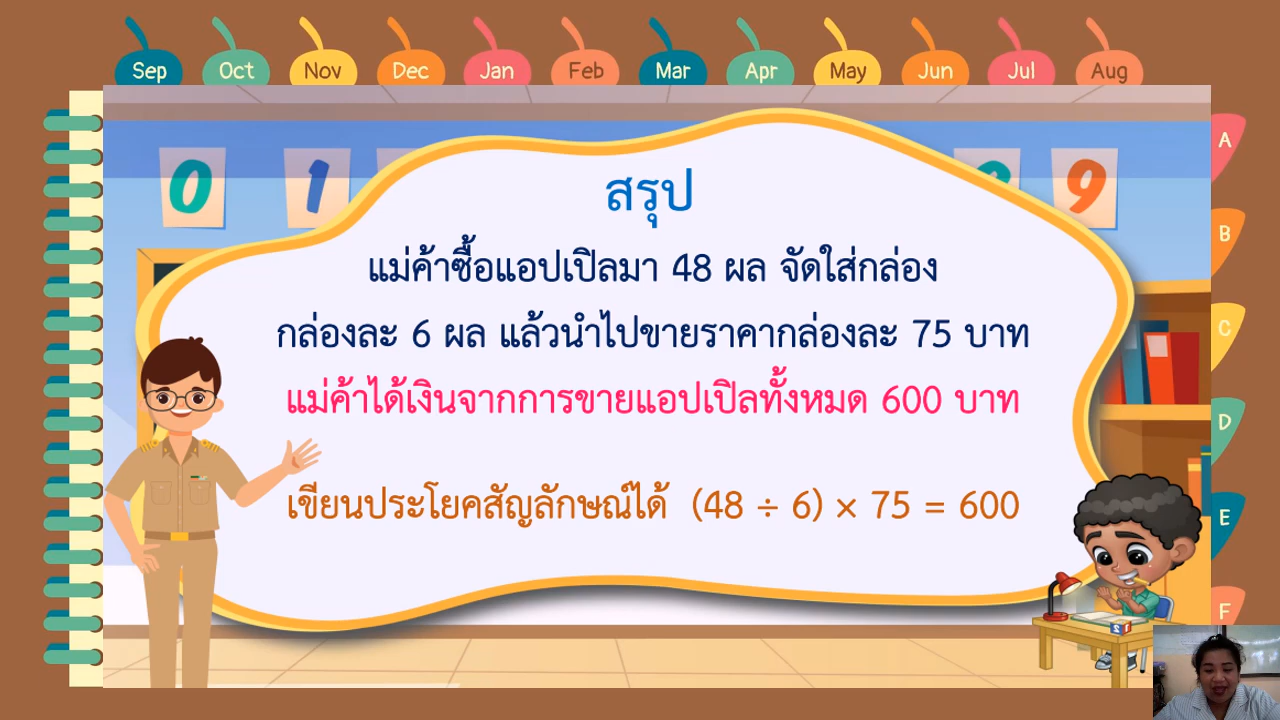 Sep Oct Nov Dec Jan Feb Mar Apr May Jun Jul Aug
0 1 9
A
B
C
D
E
F
สรุป
แม่ค้าซื้อแอปเปิลมา 48 ผล จัดใส่กล่อง
กล่องละ 6 ผล แล้วนำไปขายราคากล่องละ 75 บาท
แม่ค้าได้เงินจากการขายแอปเปิลทั้งหมด 600 บาท
เขียนประโยคสัญลักษณ์ได้ (48 ÷ 6) × 75 = 600